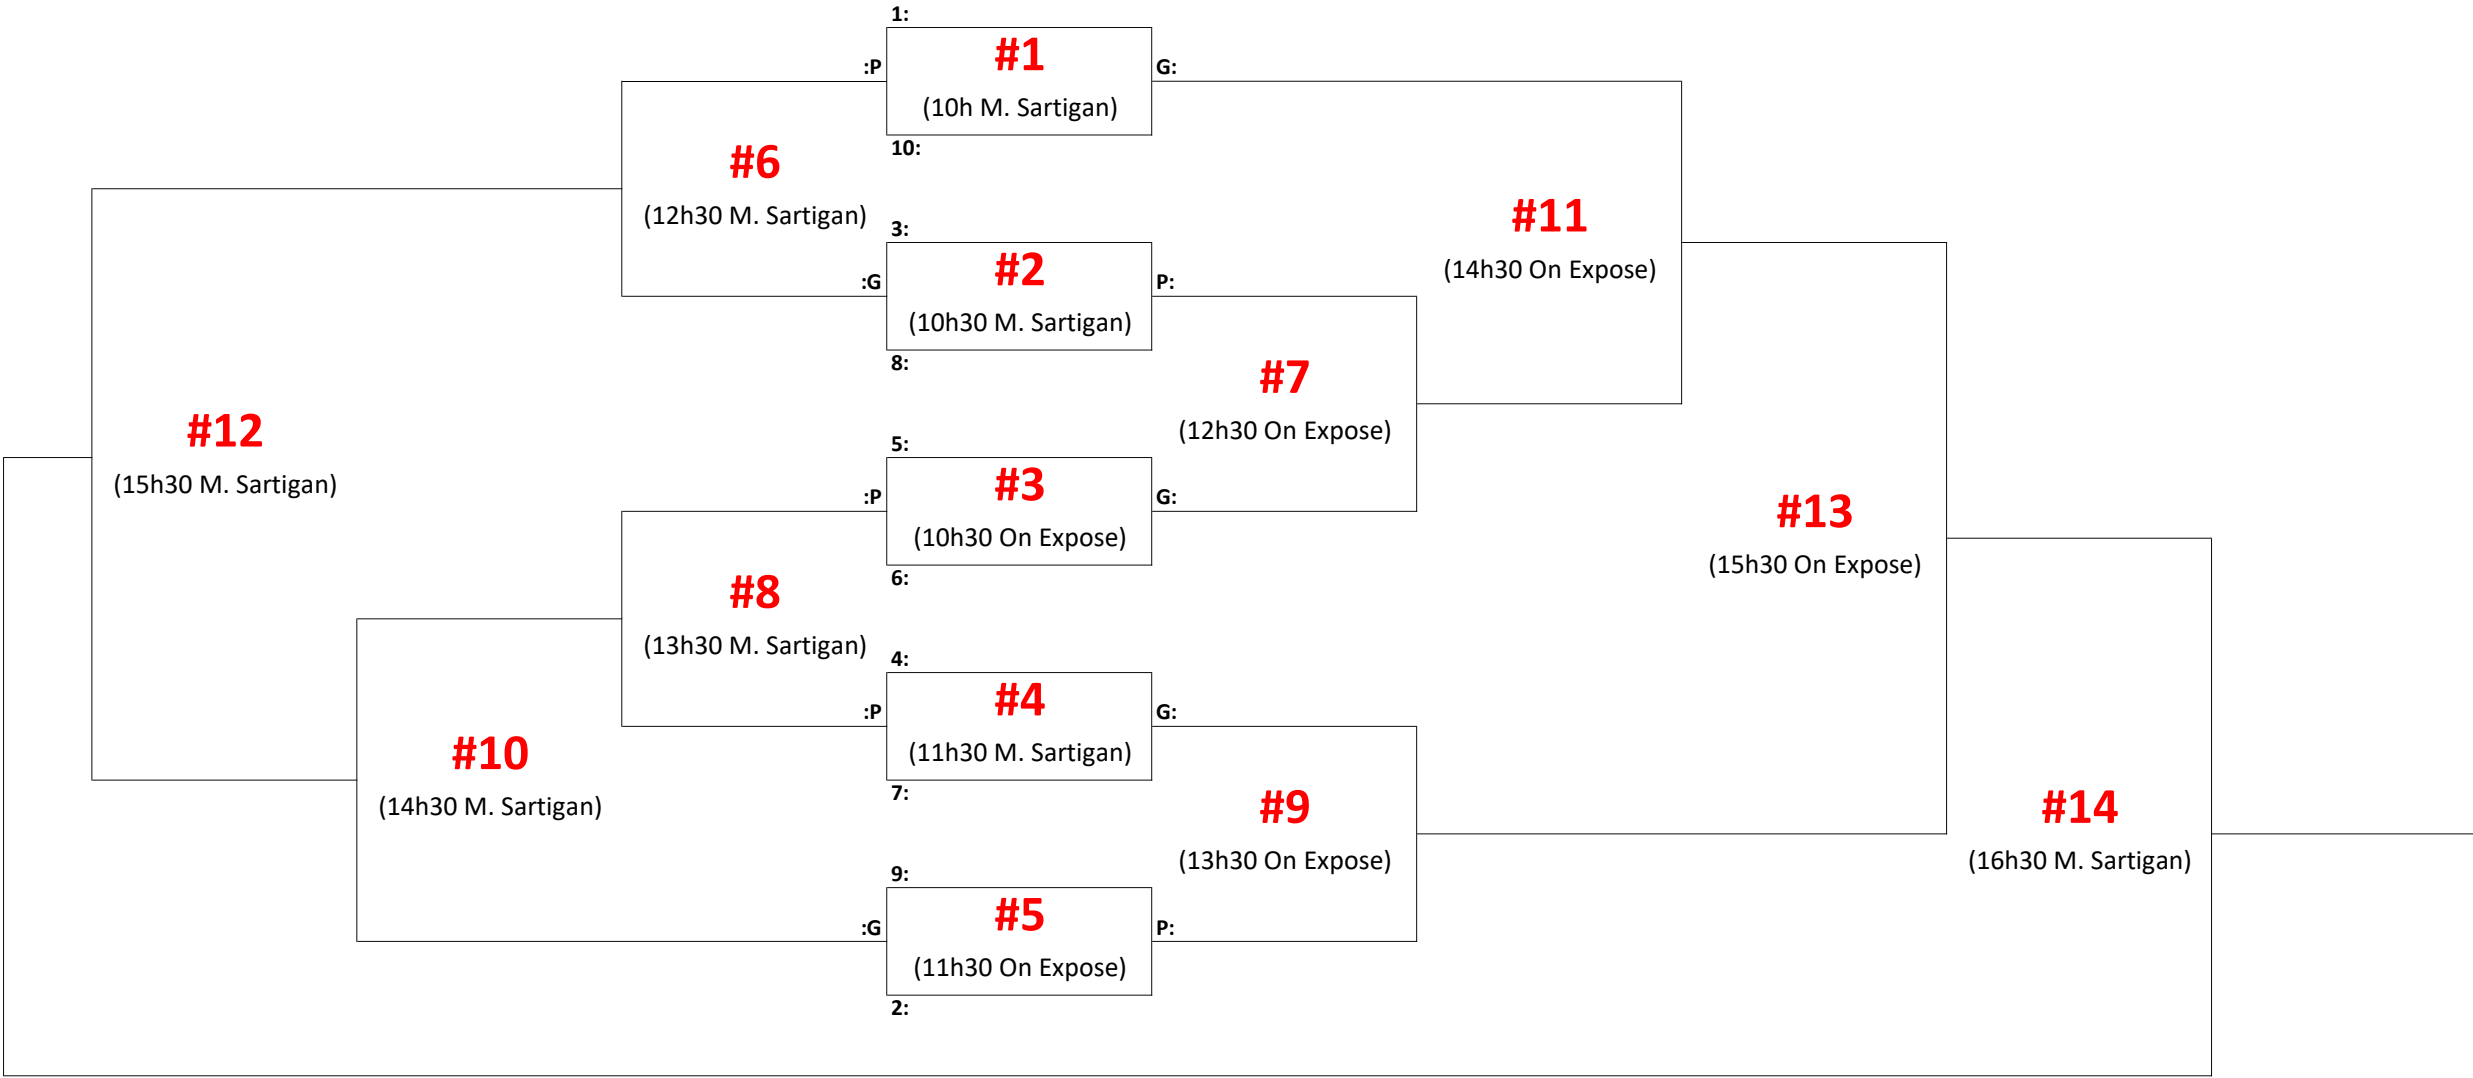 1:
:P
#1
G:
(10h M. Sartigan)
10:
#6
(12h30 M. Sartigan)
#11
(14h30 On Expose)
3:
:G
#2
P:
(10h30 M. Sartigan)
8:
#7
(12h30 On Expose)
#12
(15h30 M. Sartigan)
5:
:P
#3
G:
(10h30 On Expose)
6:
#13
(15h30 On Expose)
#8
(13h30 M. Sartigan)
4:
:P
#4
G:
(11h30 M. Sartigan)
7:
#10
(14h30 M. Sartigan)
#9
(13h30 On Expose)
#14
(16h30 M. Sartigan)
9:
:G
#5
P:
(11h30 On Expose)
2: